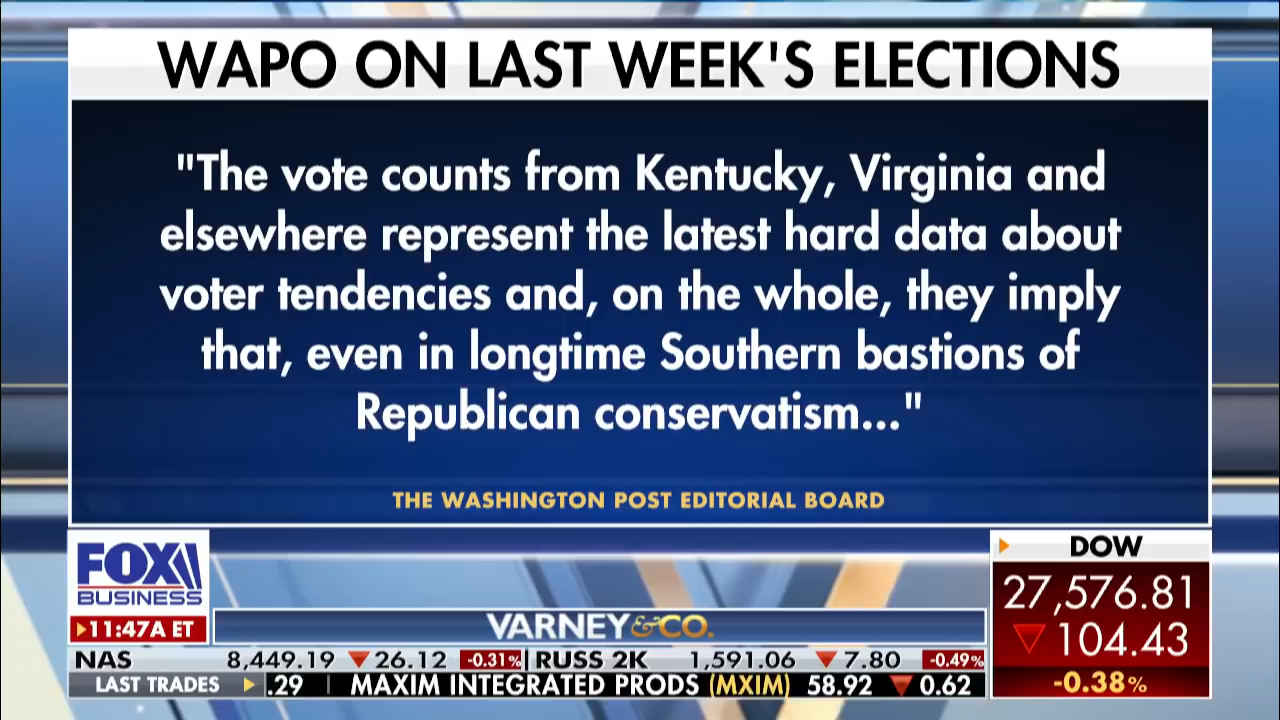 WAPO ON LAST WEEK'S ELECTIONS
"The vote counts from Kentucky, Virginia and
elsewhere represent the latest hard data about
voter tendencies and, on the whole, they imply
that, even in longtime Southern bastions of
Republican conservatism..."
THE WASHINGTON POST EDITORIAL BOARD
FOX
BUSINESS
11:47A ET
VARNEY & CO.
DOW
27,576.81
104.43
-0.38%
NAS 8,449.19 26.12 -0.31% RUSS 2K 1,591.06 7.80 -0.49%
LAST TRADES .29 MAXIM INTEGRATED PRODS (MXIM) 58.92 0.62